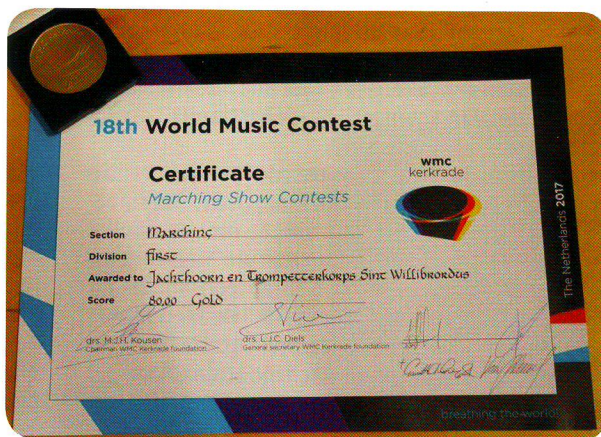 18th World Music Contest
wmc
kerkrade
Certificate
Marching Show Contests
Section Marching
Division first
Awarded to Jachthoorn en Trompetterkorps Sint Willibrordus
Score 80.00 Gold
drs. M.J.H. Kousen
Chairman WMC Kerkrade foundation
drs. L.J.C. Diels
General secretary WMC Kerkrade foundation
The Netherlands 2017
breathing the world!